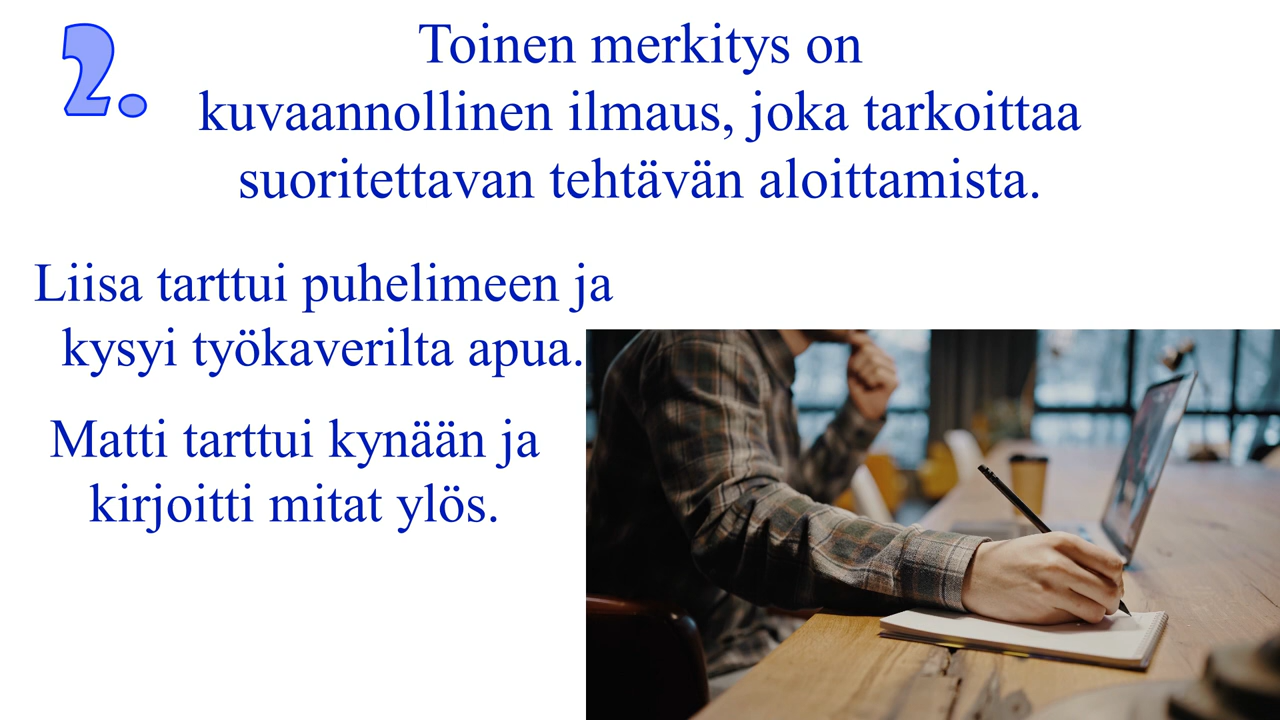 2.
Toinen merkitys on
kuvaannollinen ilmaus, joka tarkoittaa
suoritettavan tehtävän aloittamista.
Liisa tarttui puhelimeen ja
kysyi työkaverilta apua.
Matti tarttui kynään ja
kirjoitti mitat ylös.